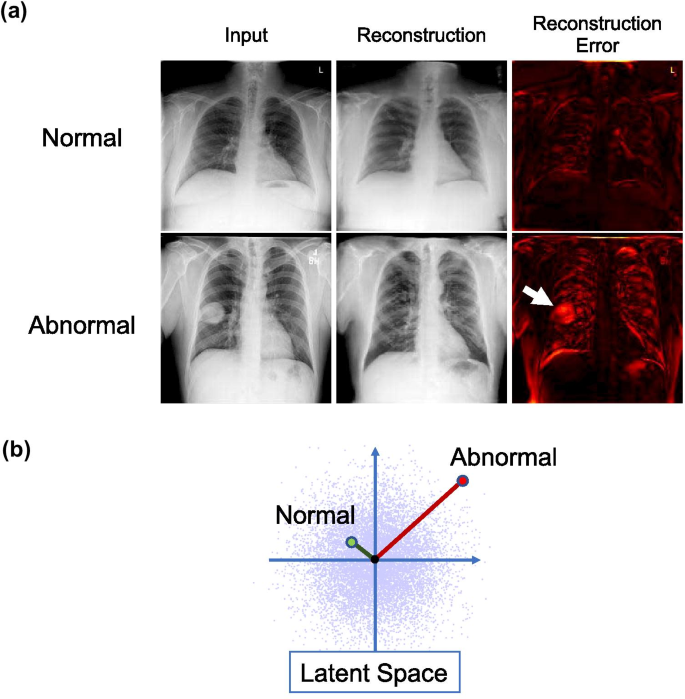 (a)
Input
Reconstruction
Reconstruction
Error
Normal
L
L
Abnormal
(b)
Abnormal
Normal
Latent Space